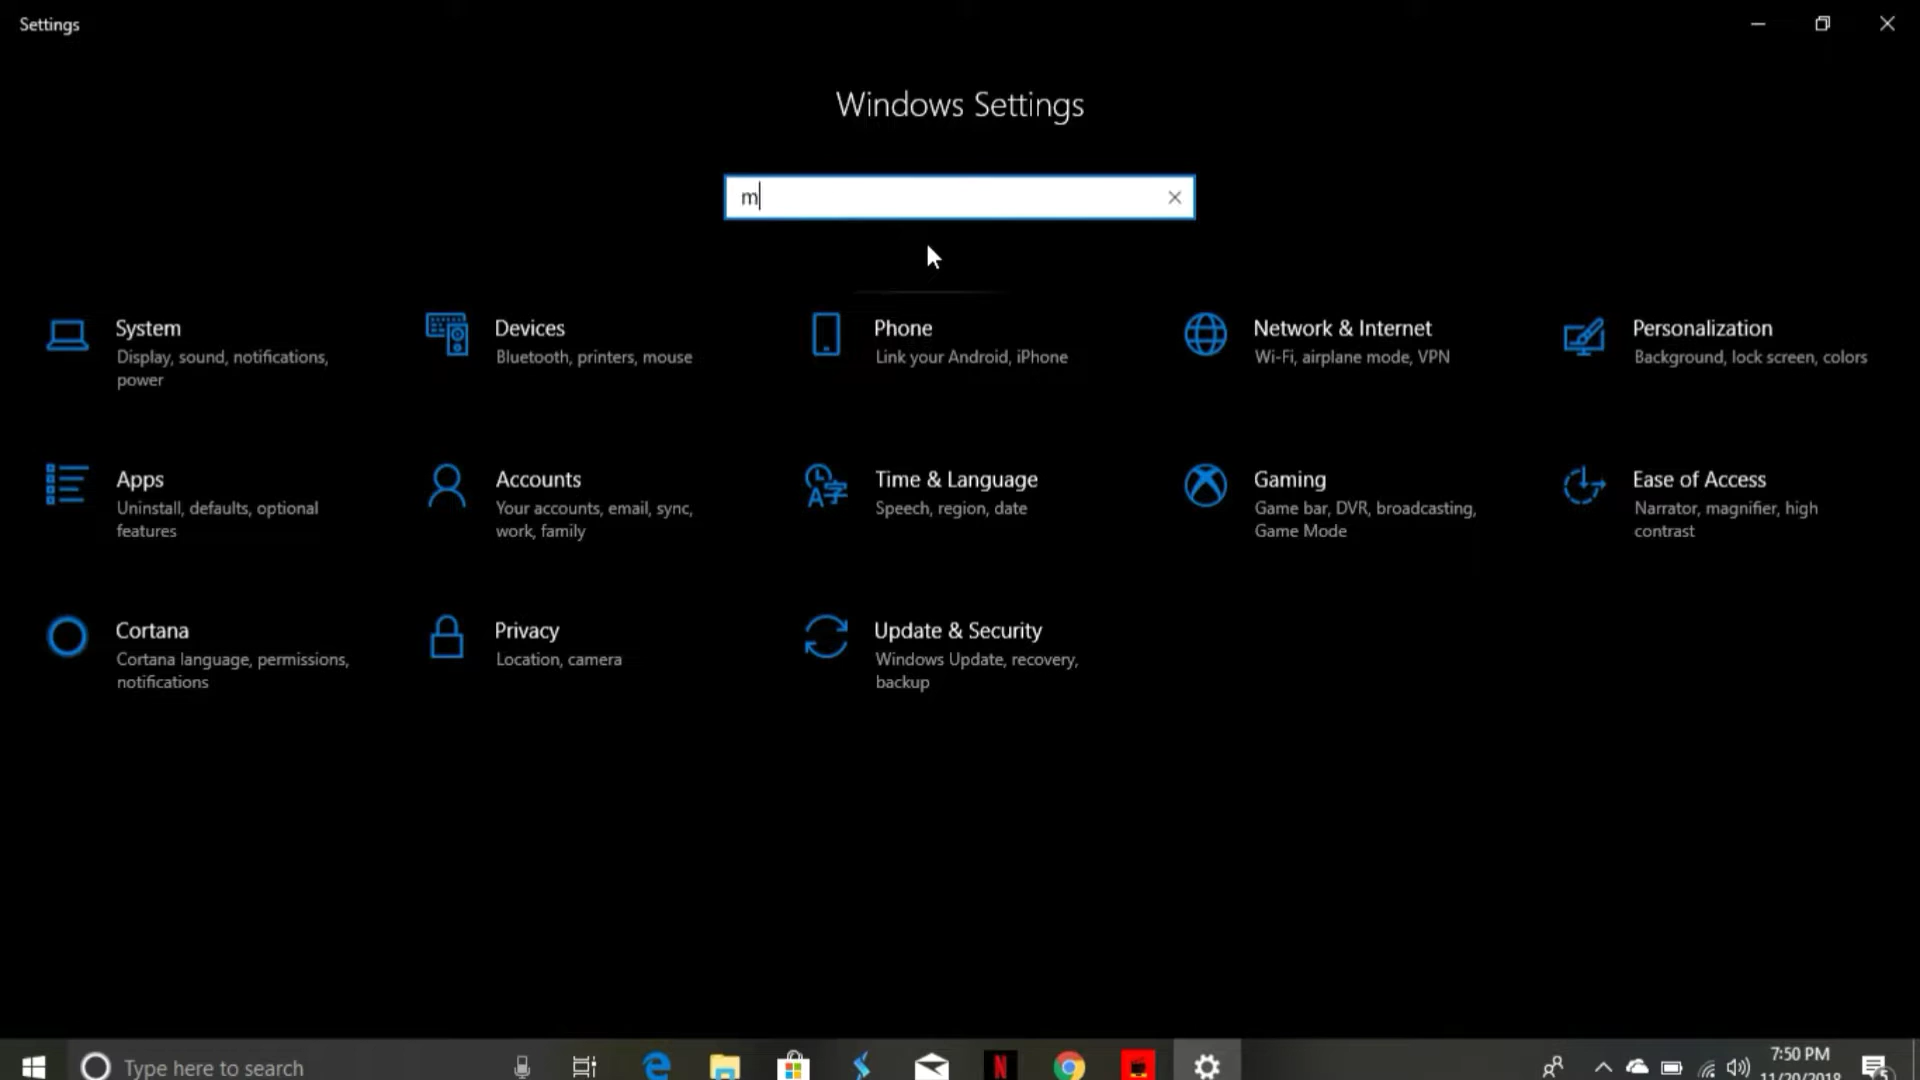 Settings
Windows Settings
m
System
Display, sound, notifications,
power
Devices
Bluetooth, printers, mouse
Phone
Link your Android, iPhone
Network & Internet
Wi-Fi, airplane mode, VPN
Personalization
Background, lock screen, colors
Apps
Uninstall, defaults, optional
features
Accounts
Your accounts, email, sync,
work, family
Time & Language
Speech, region, date
Gaming
Game bar, DVR, broadcasting,
Game Mode
Ease of Access
Narrator, magnifier, high
contrast
Cortana
Cortana language, permissions,
notifications
Privacy
Location, camera
Update & Security
Windows Update, recovery,
backup
Type here to search
7:50 PM
11/20/2018
5